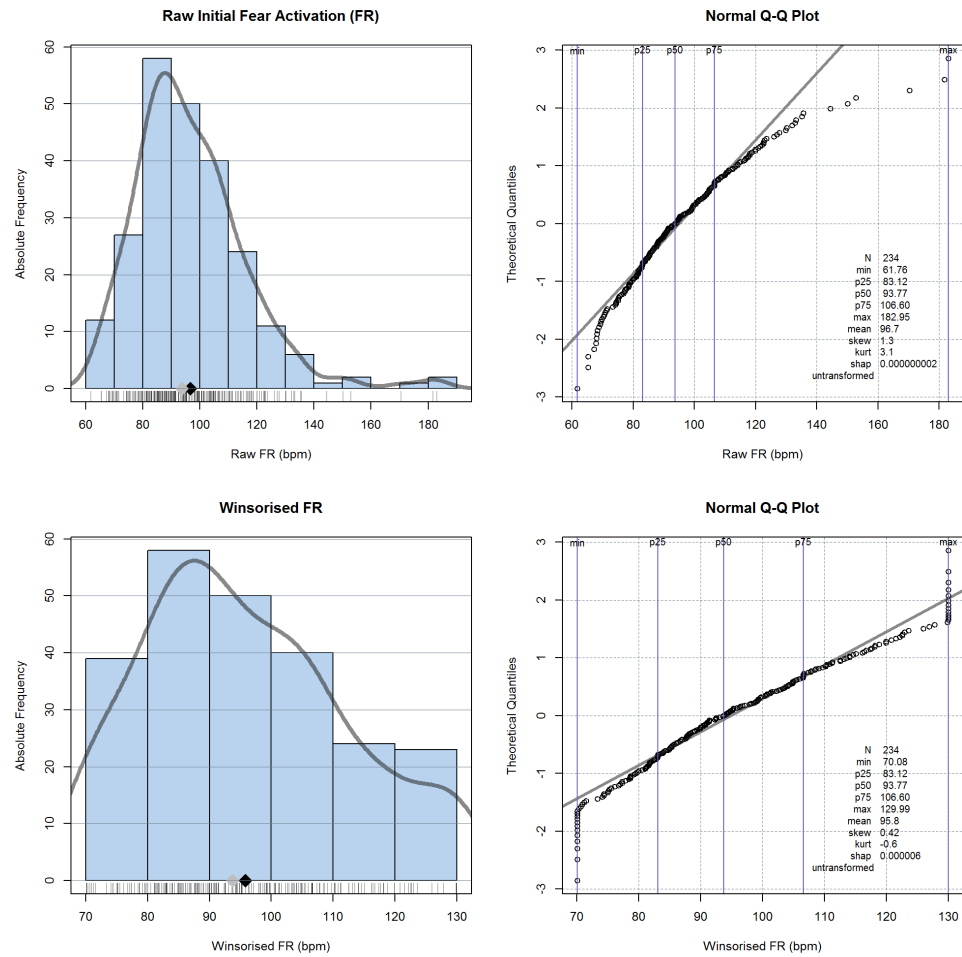 Raw Initial Fear Activation (FR)
Absolute Frequency
60
50
40
30
20
10
0
60 80 100 120 140 160 180
Raw FR (bpm)
Normal Q-Q Plot
Theoretical Quantiles
3
2
1
0
-1
-2
-3
min p25 p50 p75 max
N 234
min 61.76
p25 83.12
p50 93.77
p75 106.60
max 182.95
mean 96.7
skew 1.3
kurt 3.1
shap 0.000000002
untransformed
60 80 100 120 140 160 180
Raw FR (bpm)
Winsorised FR
Absolute Frequency
60
50
40
30
20
10
0
70 80 90 100 110 120 130
Winsorised FR (bpm)
Normal Q-Q Plot
Theoretical Quantiles
3
2
1
0
-1
-2
-3
min p25 p50 p75 max
N 234
min 70.08
p25 83.12
p50 93.77
p75 106.60
max 129.99
mean 95.8
skew 0.42
kurt -0.6
shap 0.000006
untransformed
70 80 90 100 110 120 130
Winsorised FR (bpm)